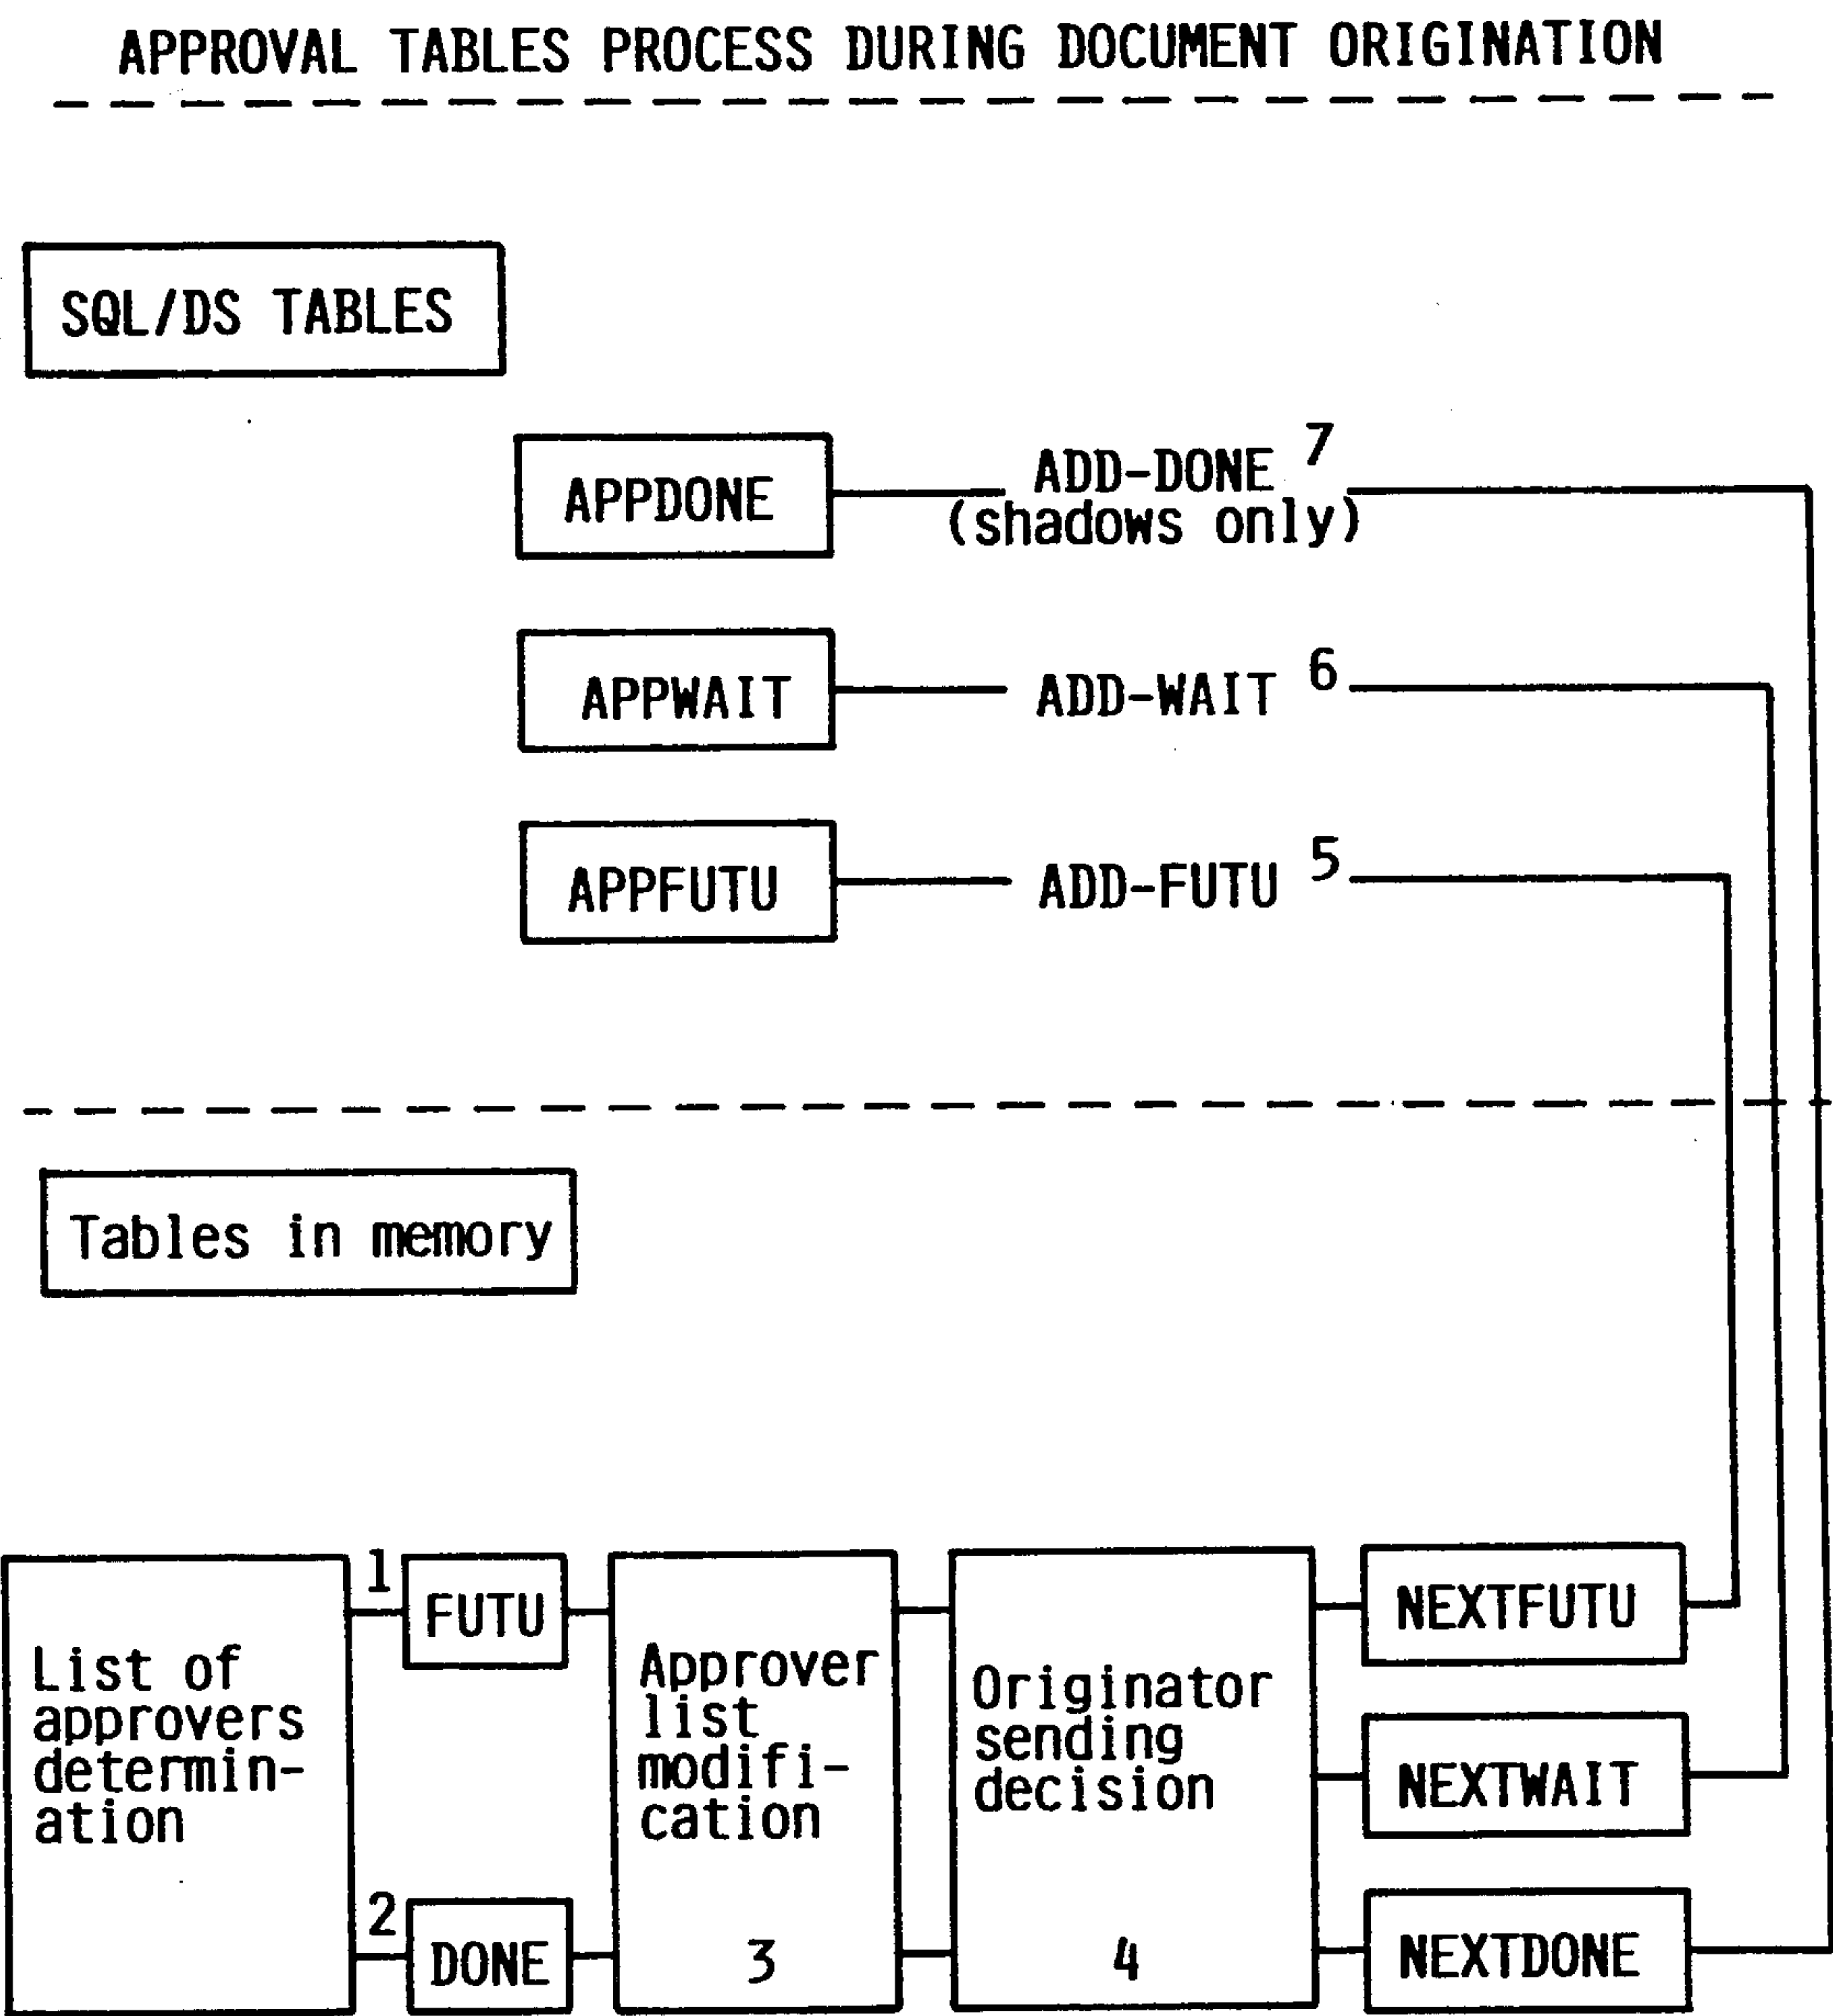 APPROVAL TABLES PROCESS DURING DOCUMENT ORIGINATION
SQL/DS TABLES
APPDONE
ADD-DONE 7
(shadows only)
APPWAIT
ADD-WAIT 6
APPFUTU
ADD-FUTU 5
Tables in memory
List of
approvers
determin-
ation
1
FUTU
2
DONE
Approver
list
modifi-
cation
3
Originator
sending
decision
4
NEXTFUTU
NEXTWAIT
NEXTDONE